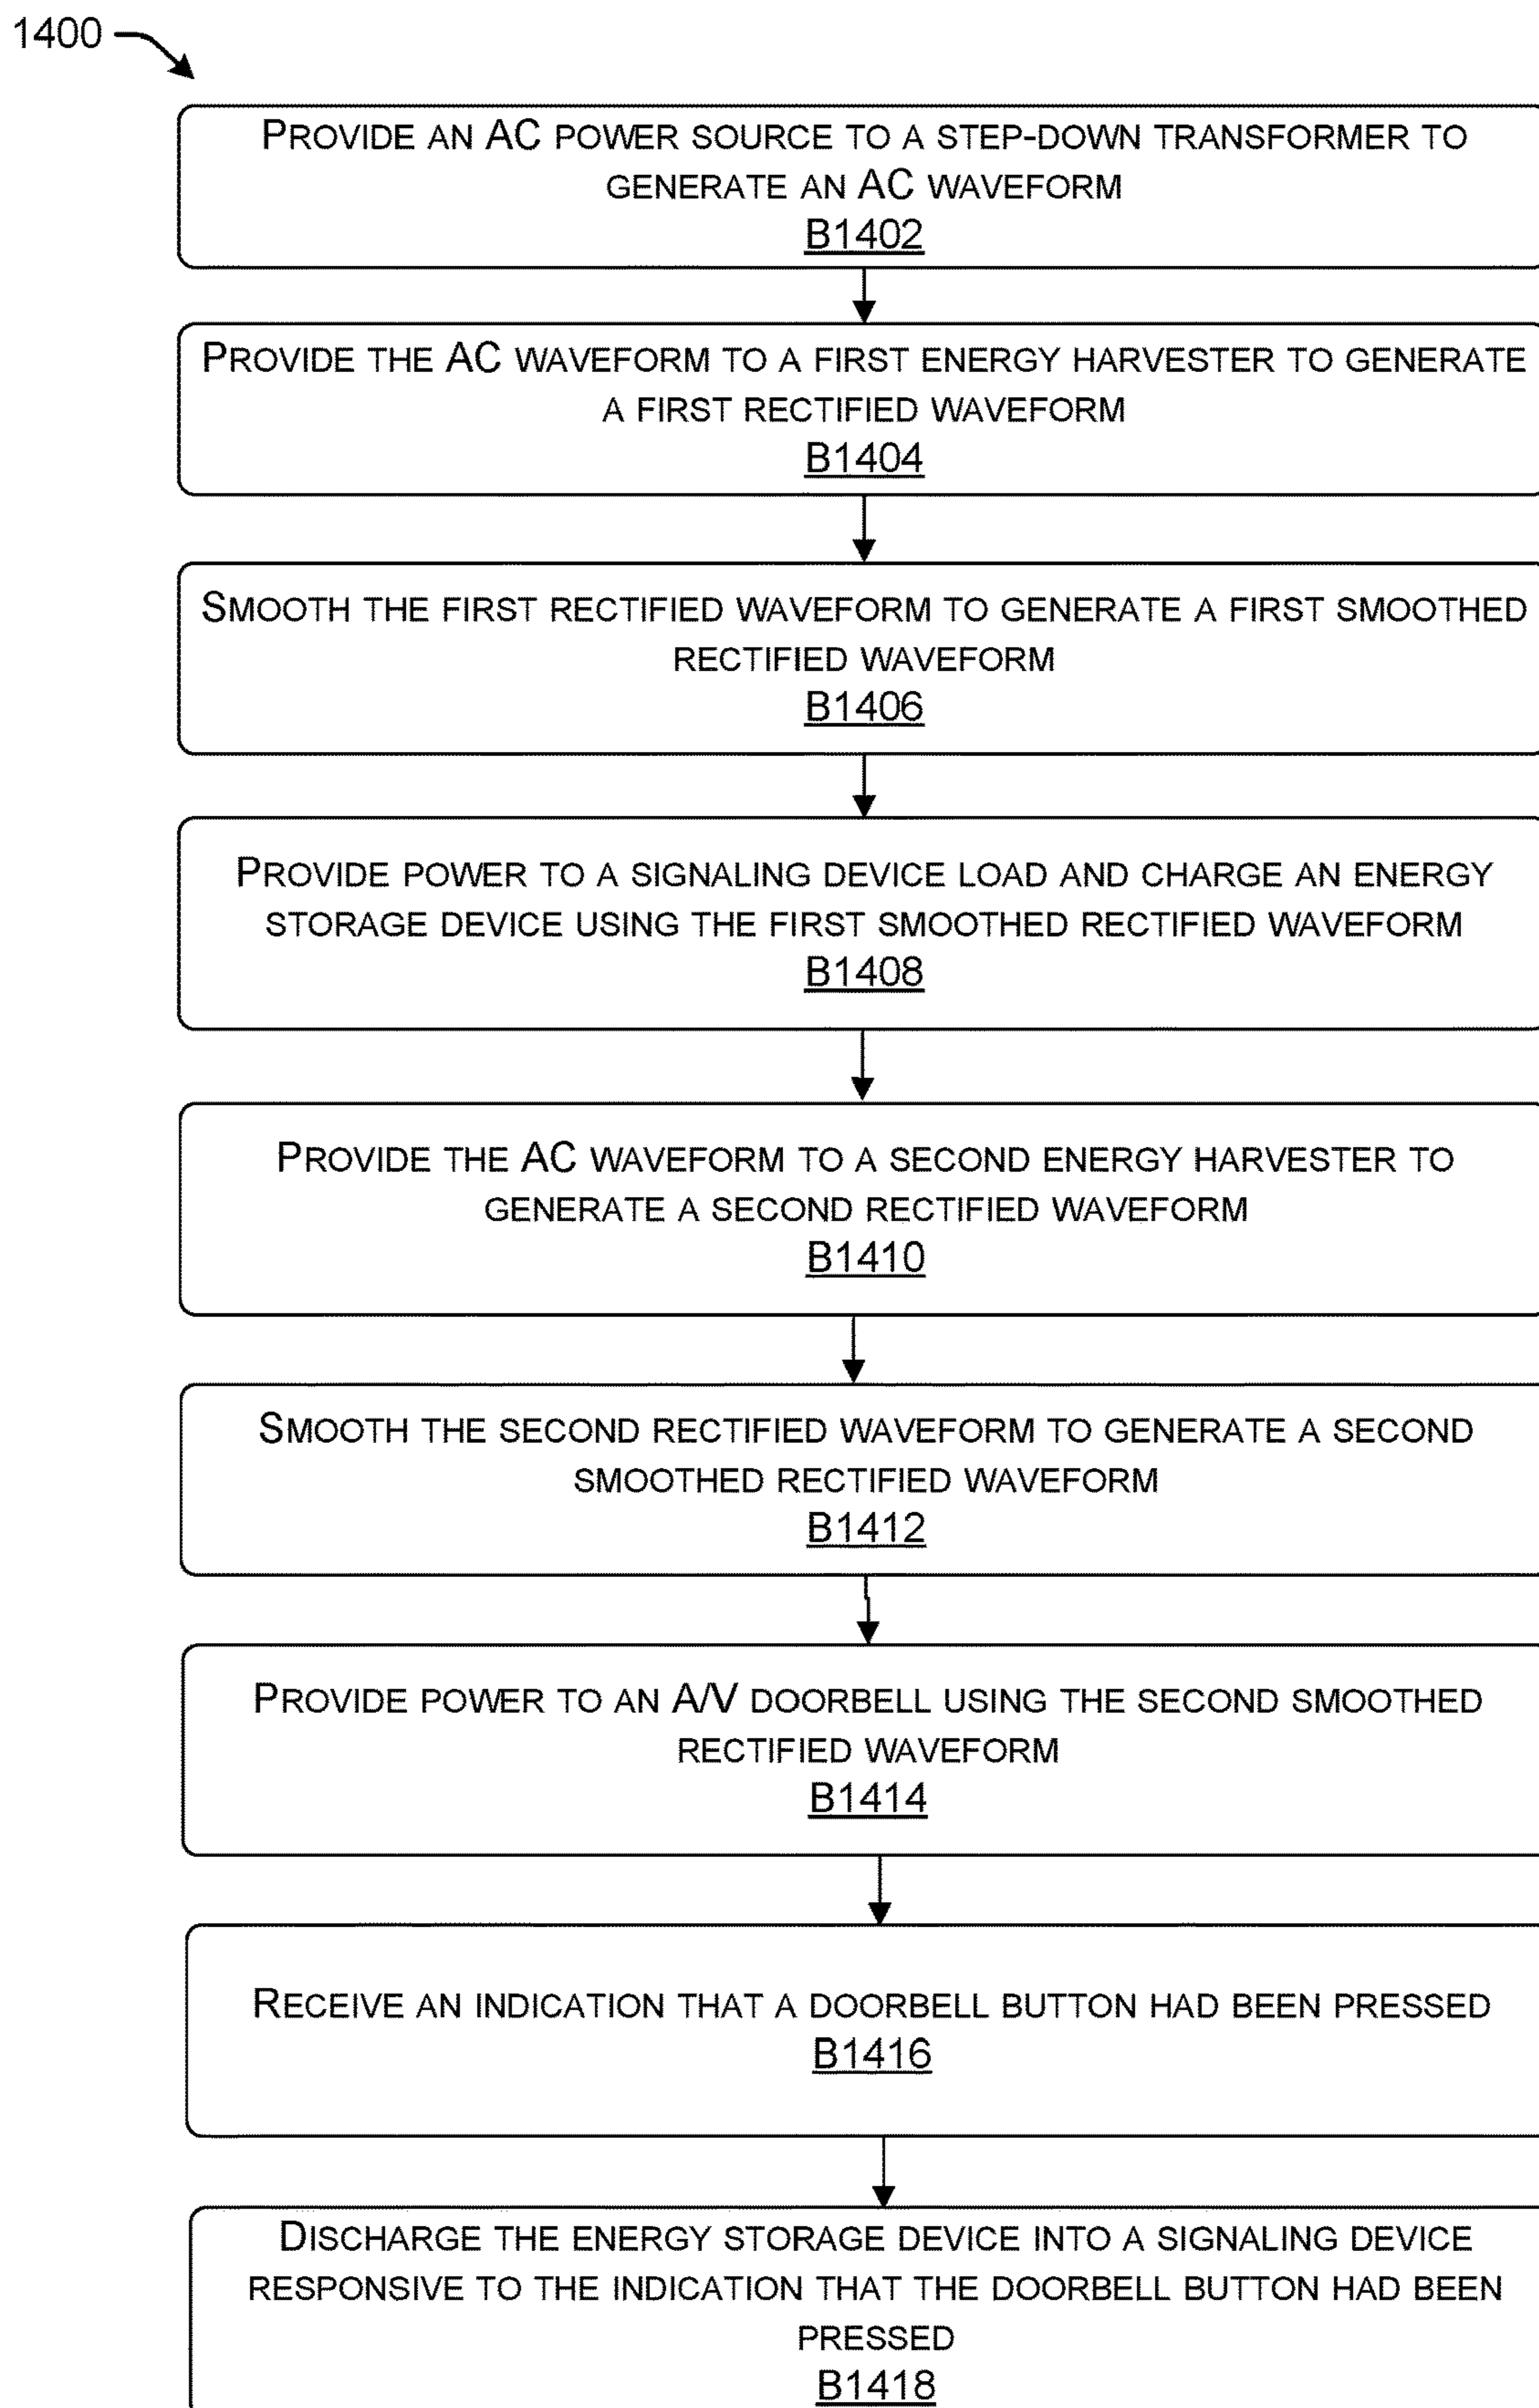 1400
PROVIDE AN AC POWER SOURCE TO A STEP-DOWN TRANSFORMER TO
GENERATE AN AC WAVEFORM
B1402
PROVIDE THE AC WAVEFORM TO A FIRST ENERGY HARVESTER TO GENERATE
A FIRST RECTIFIED WAVEFORM
B1404
SMOOTH THE FIRST RECTIFIED WAVEFORM TO GENERATE A FIRST SMOOTHED
RECTIFIED WAVEFORM
B1406
PROVIDE POWER TO A SIGNALING DEVICE LOAD AND CHARGE AN ENERGY
STORAGE DEVICE USING THE FIRST SMOOTHED RECTIFIED WAVEFORM
B1408
PROVIDE THE AC WAVEFORM TO A SECOND ENERGY HARVESTER TO
GENERATE A SECOND RECTIFIED WAVEFORM
B1410
SMOOTH THE SECOND RECTIFIED WAVEFORM TO GENERATE A SECOND
SMOOTHED RECTIFIED WAVEFORM
B1412
PROVIDE POWER TO AN A/V DOORBELL USING THE SECOND SMOOTHED
RECTIFIED WAVEFORM
B1414
RECEIVE AN INDICATION THAT A DOORBELL BUTTON HAD BEEN PRESSED
B1416
DISCHARGE THE ENERGY STORAGE DEVICE INTO A SIGNALING DEVICE
RESPONSIVE TO THE INDICATION THAT THE DOORBELL BUTTON HAD BEEN
PRESSED
B1418